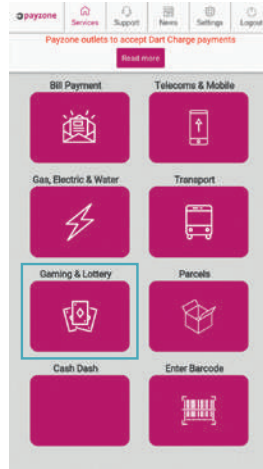 payzone
Services
Support
News
Settings
Logout
Payzone outlets to accept Dart Charge payments
Read more
Bill Payment
Telecoms & Mobile
Gas, Electric & Water
Transport
Gaming & Lottery
Parcels
Cash Dash
Enter Barcode